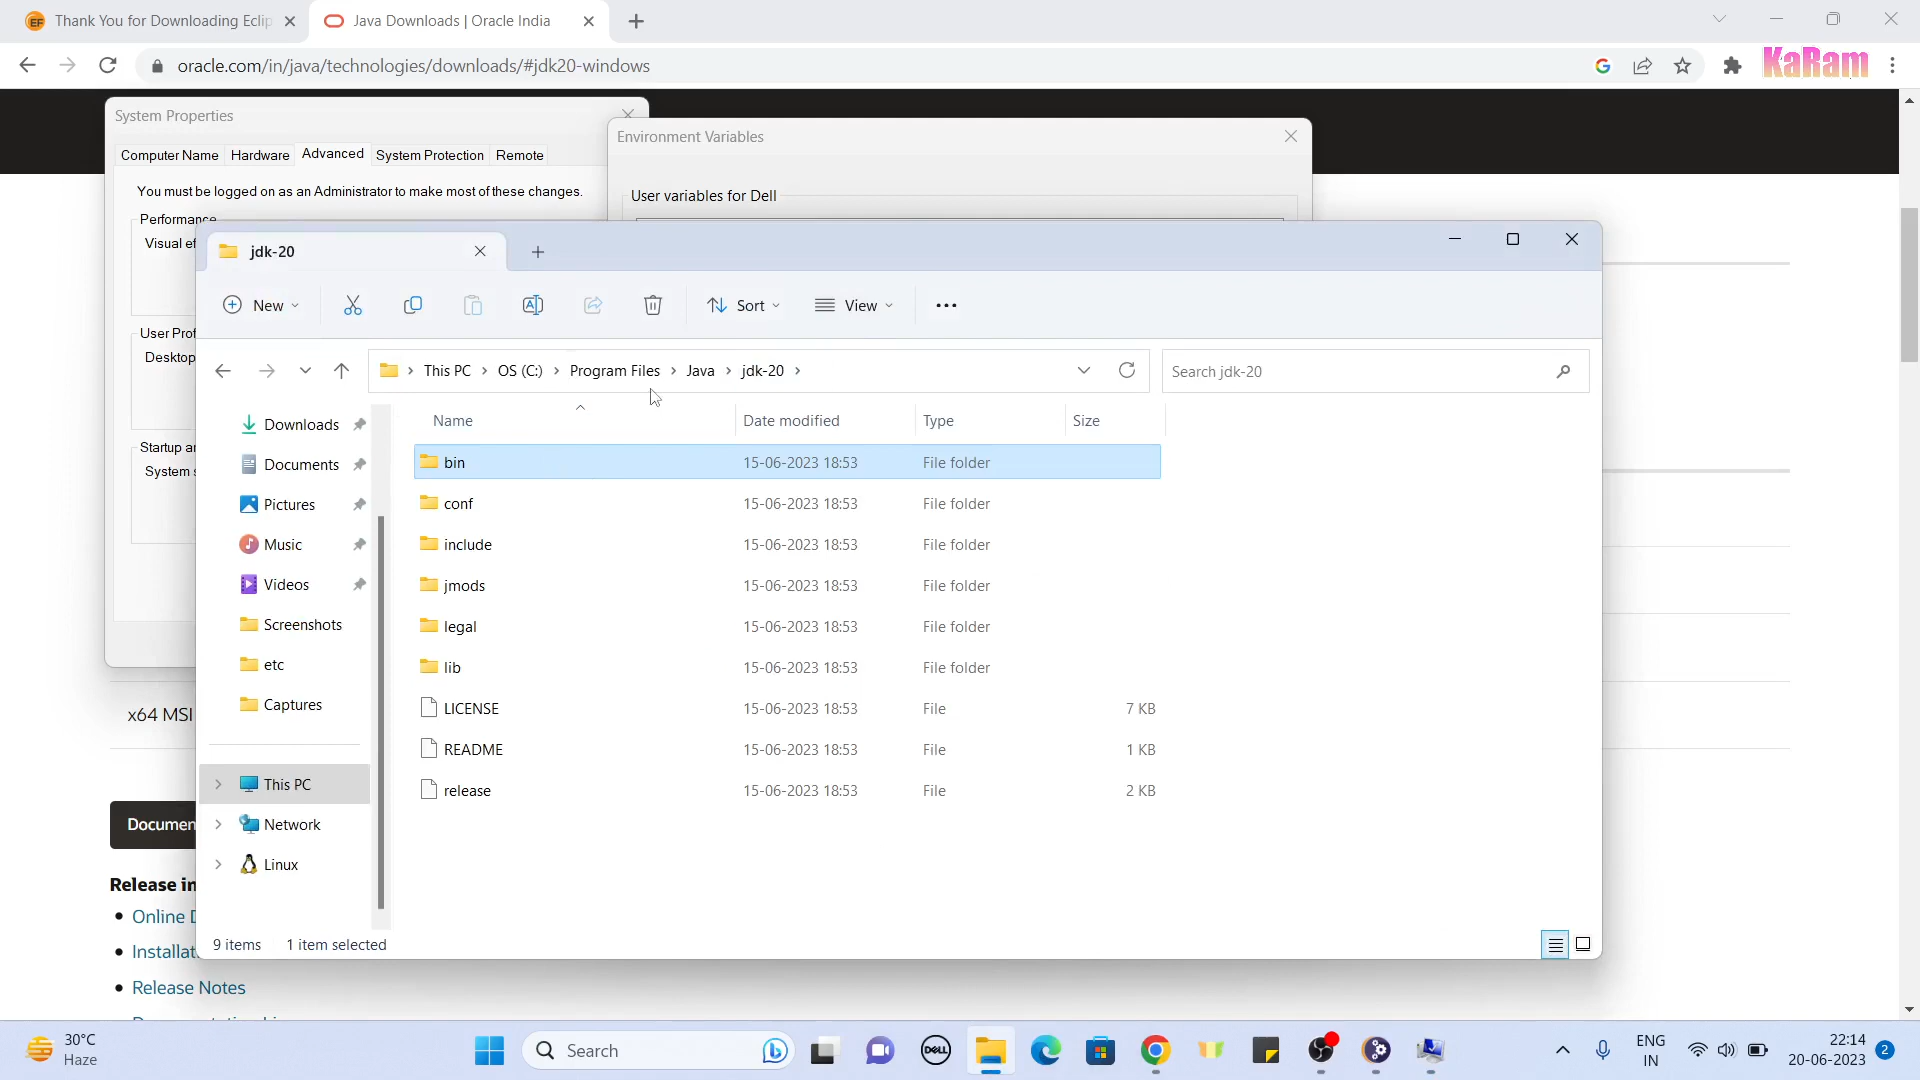 Thank You for Downloading Eclip
Java Downloads | Oracle India
oracle.com/in/java/technologies/downloads/#jdk20-windows
KaRam
System Properties
Computer Name Hardware Advanced System Protection Remote
You must be logged on as an Administrator to make most of these changes.
Performance
Visual ef
User Prof
Desktop
Startup a
System s
Environment Variables
User variables for Dell
jdk-20
New
Sort
View
This PC > OS (C:) > Program Files > Java > jdk-20 >
Search jdk-20
Downloads
Documents
Pictures
Music
Videos
Screenshots
etc
Captures
This PC
Network
Linux
Name Date modified Type Size
bin 15-06-2023 18:53 File folder
conf 15-06-2023 18:53 File folder
include 15-06-2023 18:53 File folder
jmods 15-06-2023 18:53 File folder
legal 15-06-2023 18:53 File folder
lib 15-06-2023 18:53 File folder
LICENSE 15-06-2023 18:53 File 7 KB
README 15-06-2023 18:53 File 1 KB
release 15-06-2023 18:53 File 2 KB
9 items 1 item selected
x64 MSI
Documen
Release in
Online D
Installat
Release Notes
30°C
Haze
Search
DELL
ENG
IN
22:14
20-06-2023
2